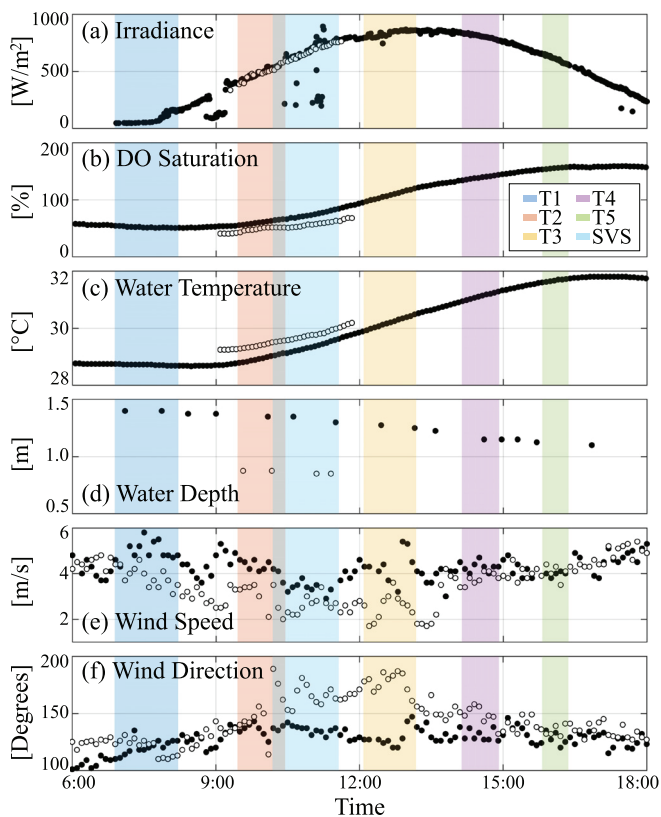 (a) Irradiance
1000
500
0
[W/m²]
(b) DO Saturation
200
100
0
[%]
T1 T4
T2 T5
T3 SVS
(c) Water Temperature
32
30
28
[°C]
1.5
1.0
0.5
[m]
(d) Water Depth
6
4
2
[m/s]
(e) Wind Speed
(f) Wind Direction
200
150
100
[Degrees]
6:00 9:00 12:00 15:00 18:00
Time